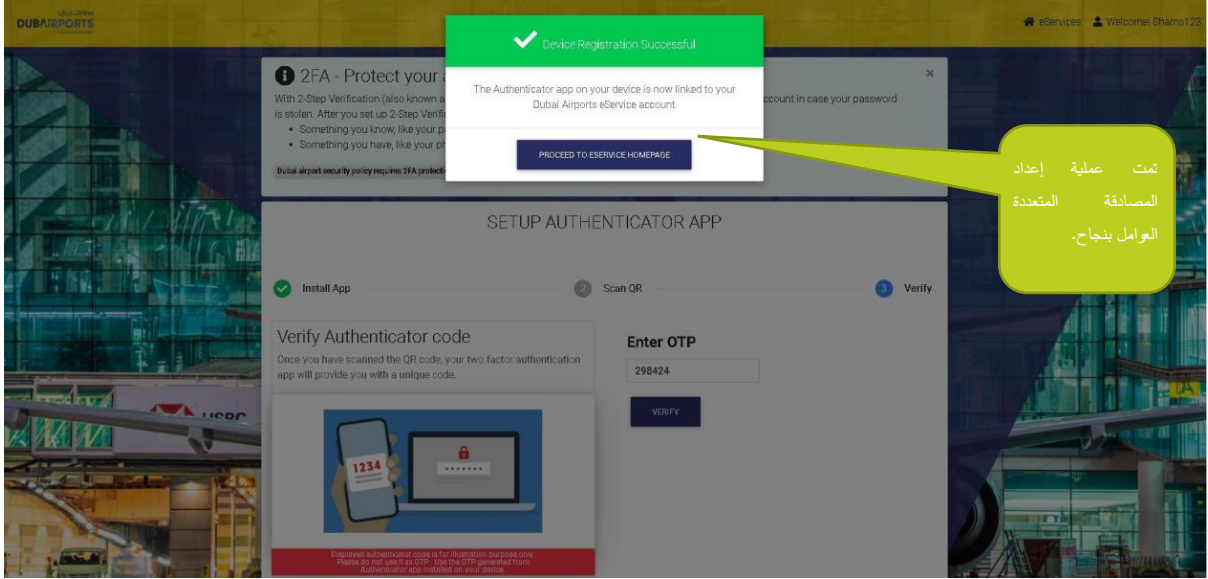 DUBAIRPORTS
eServices
Welcome! Shams123
Device Registration Successful
The Authenticator app on your device is now linked to your
Dubai Airports eService account
PROCEED TO ESERVICE HOMEPAGE
2FA - Protect your
×
With 2-Step Verification (also known
ccount in case your password
is stolen. After you set up 2-Step Verifi
• Something you know, like your p
• Something you have, like your ph
Dubai airport security policy requires 2FA protecti
تمت عملية إعداد
المصادقة المتعددة
العوامل بنجاح.
SETUP AUTHENTICATOR APP
Install App
2 Scan QR
3 Verify
Verify Authenticator code
Once you have scanned the QR code, your two factor authentication
app will provide you with a unique code.
Enter OTP
298424
VERIFY
1234
Displayed authenticator code is for illustration purpose only.
Please do not use it as OTP. Use the OTP generated from
Authenticator app installed on your device.
HSBC